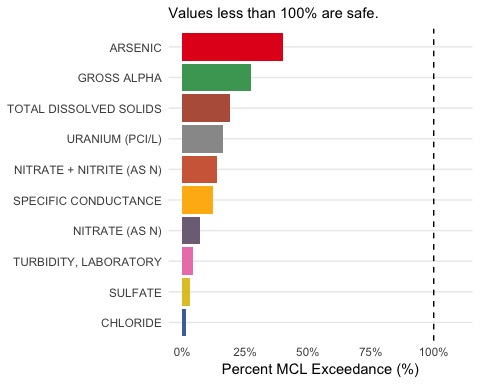 Values less than 100% are safe.
ARSENIC
GROSS ALPHA
TOTAL DISSOLVED SOLIDS
URANIUM (PCI/L)
NITRATE + NITRITE (AS N)
SPECIFIC CONDUCTANCE
NITRATE (AS N)
TURBIDITY, LABORATORY
SULFATE
CHLORIDE
0% 25% 50% 75% 100%
Percent MCL Exceedance (%)